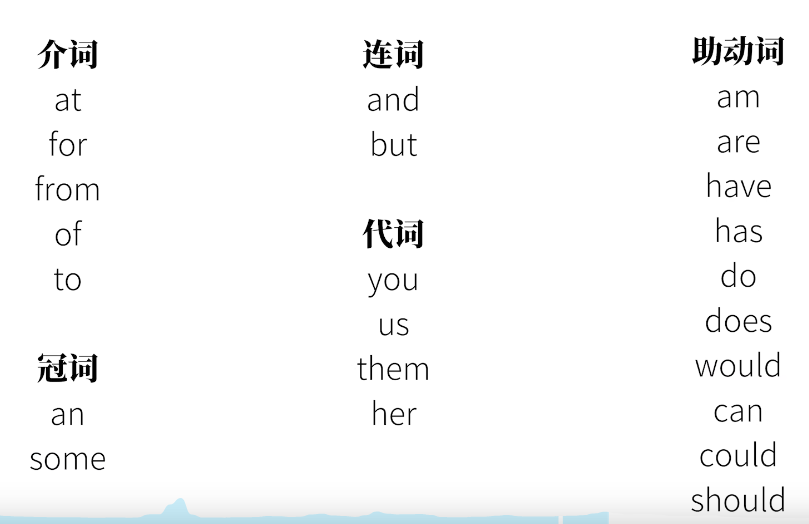 介词
at
for
from
of
to
冠词
an
some
连词
and
but
代词
you
us
them
her
助动词
am
are
have
has
do
does
would
can
could
should